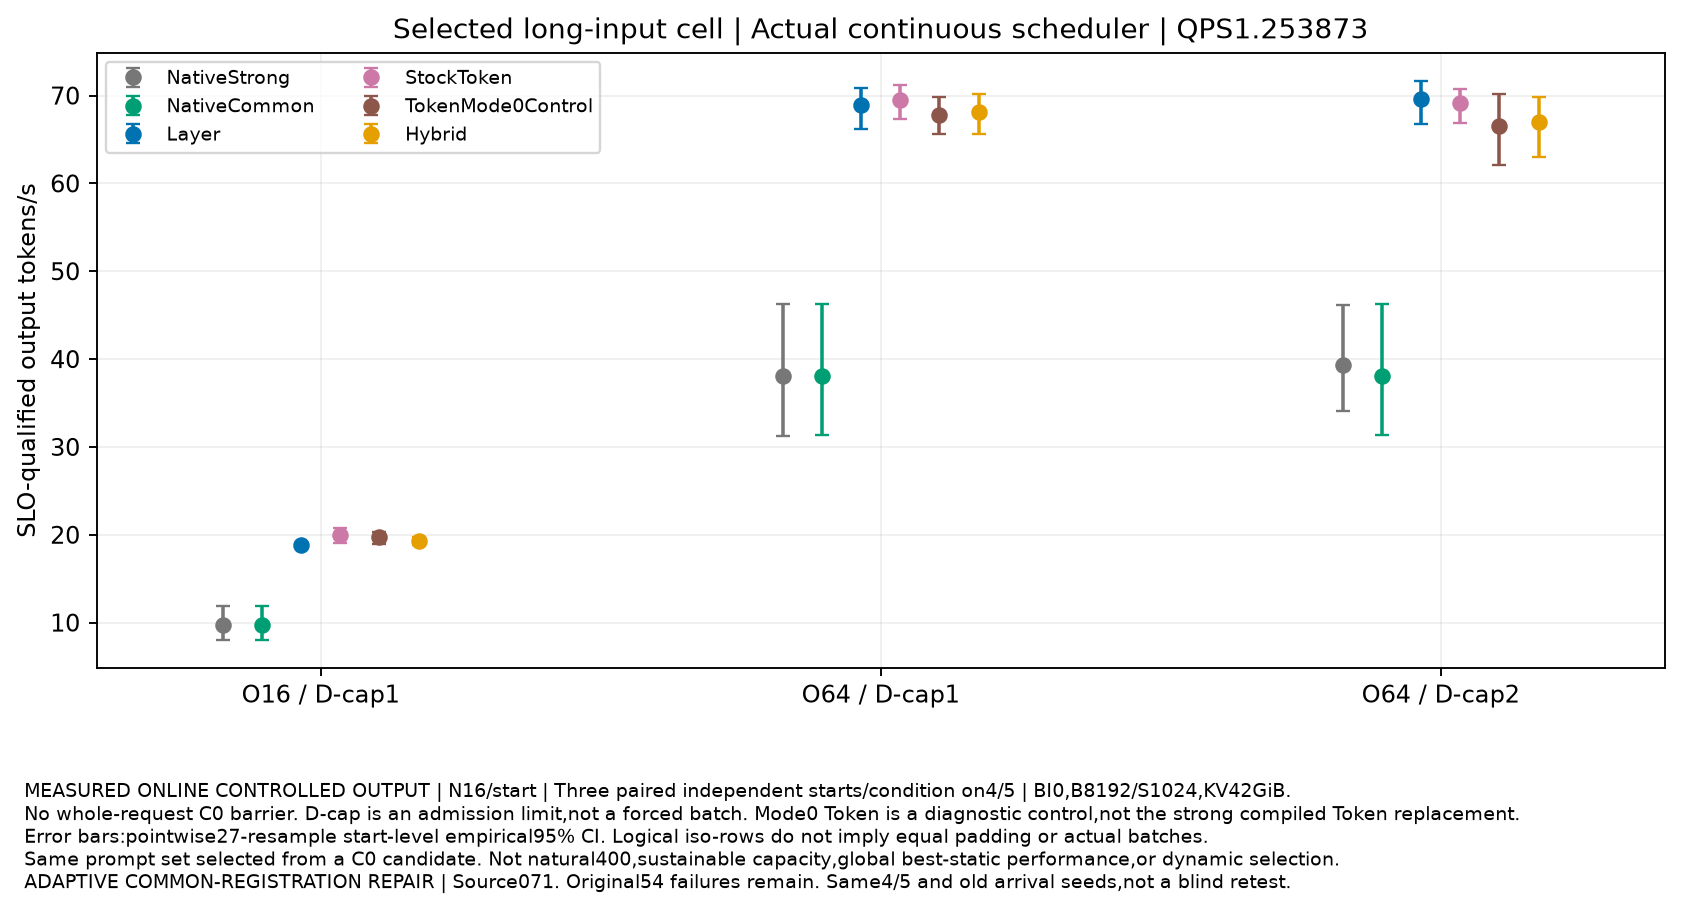 Selected long-input cell | Actual continuous scheduler | QPS1.253873
NativeStrong
NativeCommon
Layer
StockToken
TokenMode0Control
Hybrid
SLO-qualified output tokens/s
70
60
50
40
30
20
10
O16 / D-cap1
O64 / D-cap1
O64 / D-cap2
MEASURED ONLINE CONTROLLED OUTPUT | N16/start | Three paired independent starts/condition on4/5 | BI0,B8192/S1024,KV42GiB.
No whole-request C0 barrier. D-cap is an admission limit,not a forced batch. Mode0 Token is a diagnostic control,not the strong compiled Token replacement.
Error bars:pointwise27-resample start-level empirical95% CI. Logical iso-rows do not imply equal padding or actual batches.
Same prompt set selected from a C0 candidate. Not natural400,sustainable capacity,global best-static performance,or dynamic selection.
ADAPTIVE COMMON-REGISTRATION REPAIR | Source071. Original54 failures remain. Same4/5 and old arrival seeds,not a blind retest.